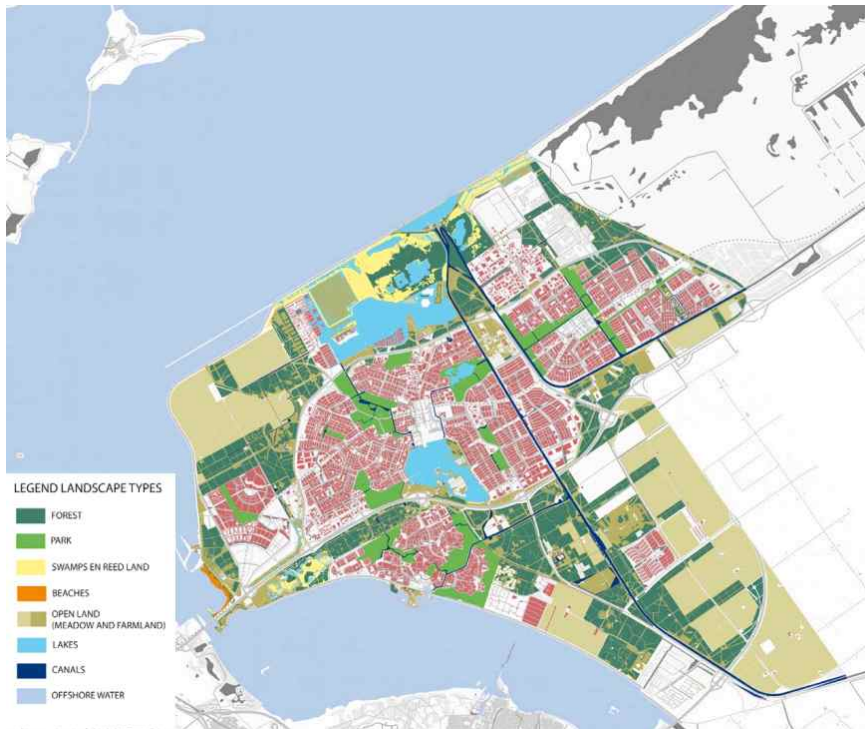 LEGEND LANDSCAPE TYPES
FOREST
PARK
SWAMPS EN REED LAND
BEACHES
OPEN LAND
(MEADOW AND FARMLAND)
LAKES
CANALS
OFFSHORE WATER